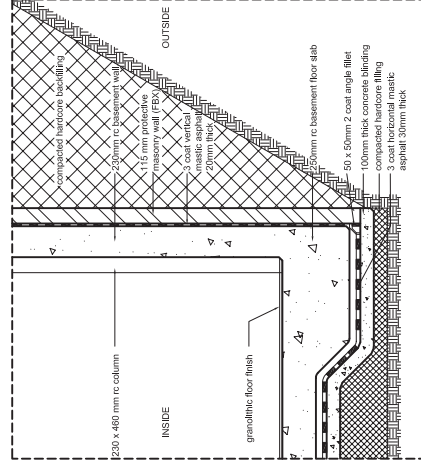 OUTSIDE
compacted hardcore backfilling
230mm rc basement wall
115 mm protective
masonry wall (FBX)
3 coat vertical
mastic asphalt
20mm thick
250mm rc basement floor slab
50 x 50mm 2 coat angle fillet
100mm thick concrete blinding
compacted hardcore filling
3 coat horizontal mastic
asphalt 30mm thick
230 x 460 mm rc column
INSIDE
granolithic floor finish